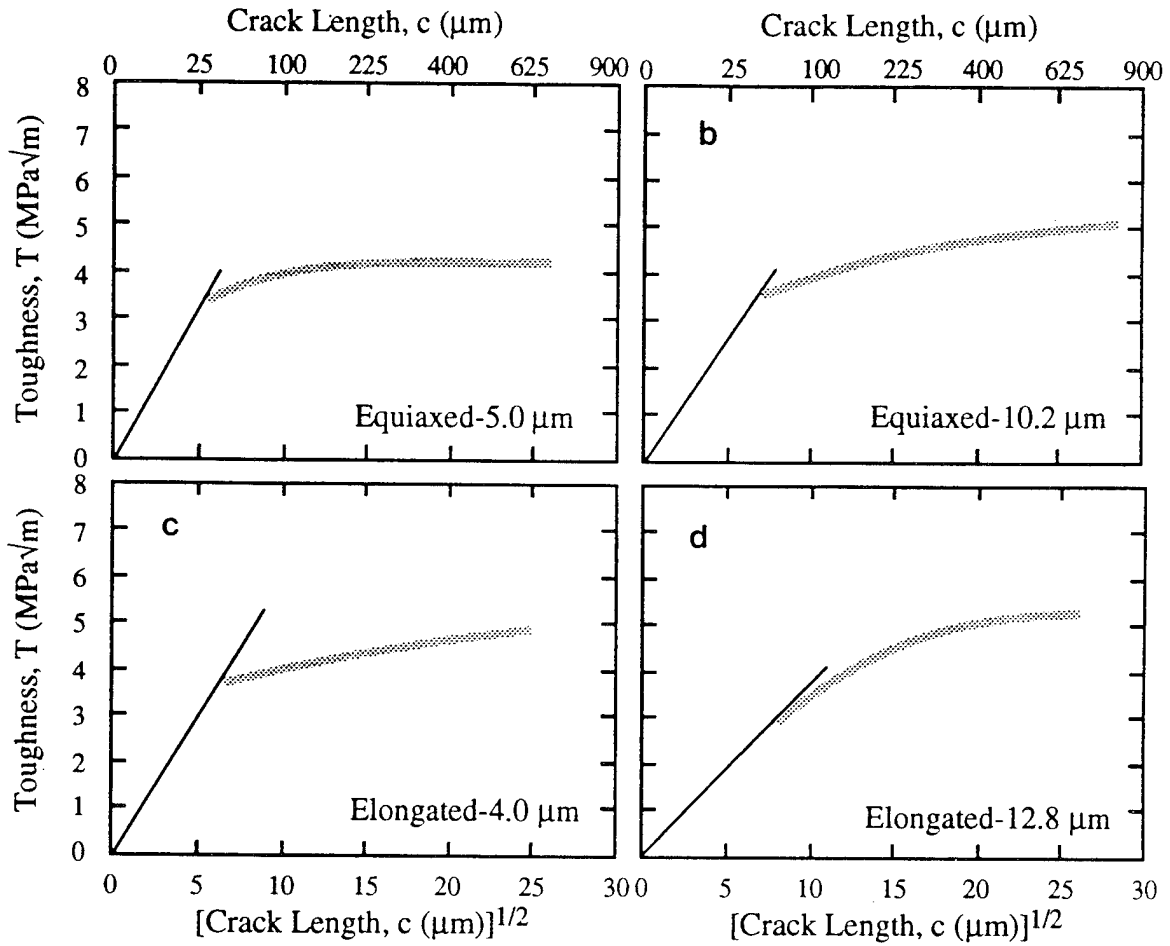 Crack Length, c (μm)
0 25 100 225 400 625 900
Crack Length, c (μm)
0 25 100 225 400 625 900
Toughness, T (MPa√m)
8
7
6
5
4
3
2
1
0
Equiaxed-5.0 μm
b
Equiaxed-10.2 μm
Toughness, T (MPa√m)
8
7
6
5
4
3
2
1
0
c
Elongated-4.0 μm
d
Elongated-12.8 μm
0 5 10 15 20 25 30
[Crack Length, c (μm)]1/2
0 5 10 15 20 25 30
[Crack Length, c (μm)]1/2